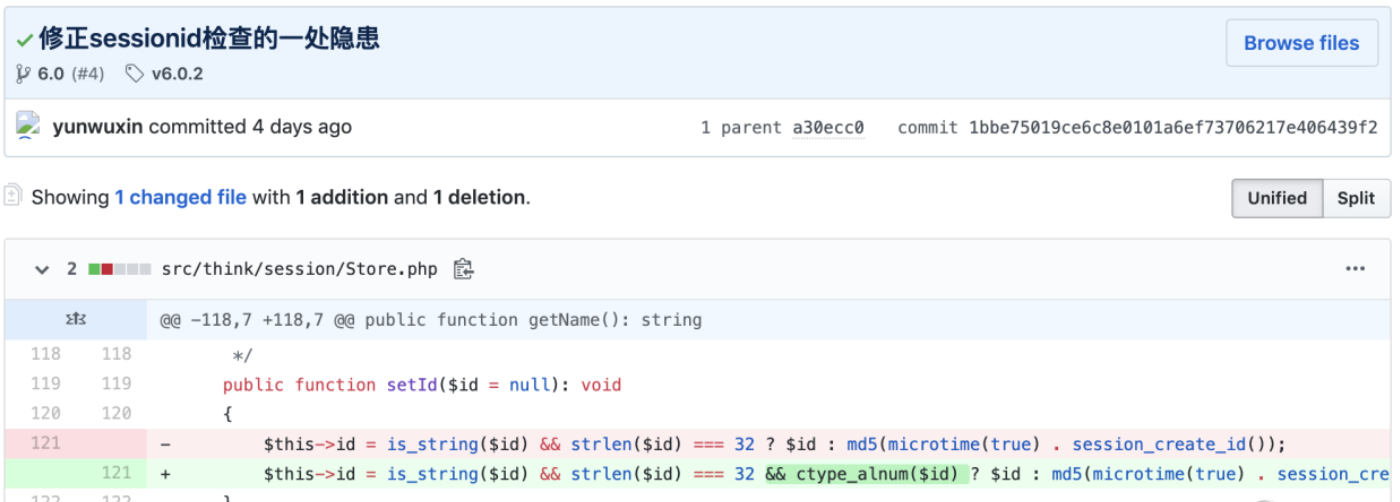 修正sessionid检查的一处隐患
Browse files
6.0 (#4) v6.0.2
yunwuxin committed 4 days ago
1 parent a30ecc0 commit 1bbe75019ce6c8e0101a6ef73706217e406439f2
Showing 1 changed file with 1 addition and 1 deletion.
Unified Split
2 src/think/session/Store.php
@@ -118,7 +118,7 @@ public function getName(): string
118 118 */
119 119 public function setId($id = null): void
120 120 {
121 - $this->id = is_string($id) && strlen($id) === 32 ? $id : md5(microtime(true) . session_create_id());
121 + $this->id = is_string($id) && strlen($id) === 32 && ctype_alnum($id) ? $id : md5(microtime(true) . session_cre
122 122 }